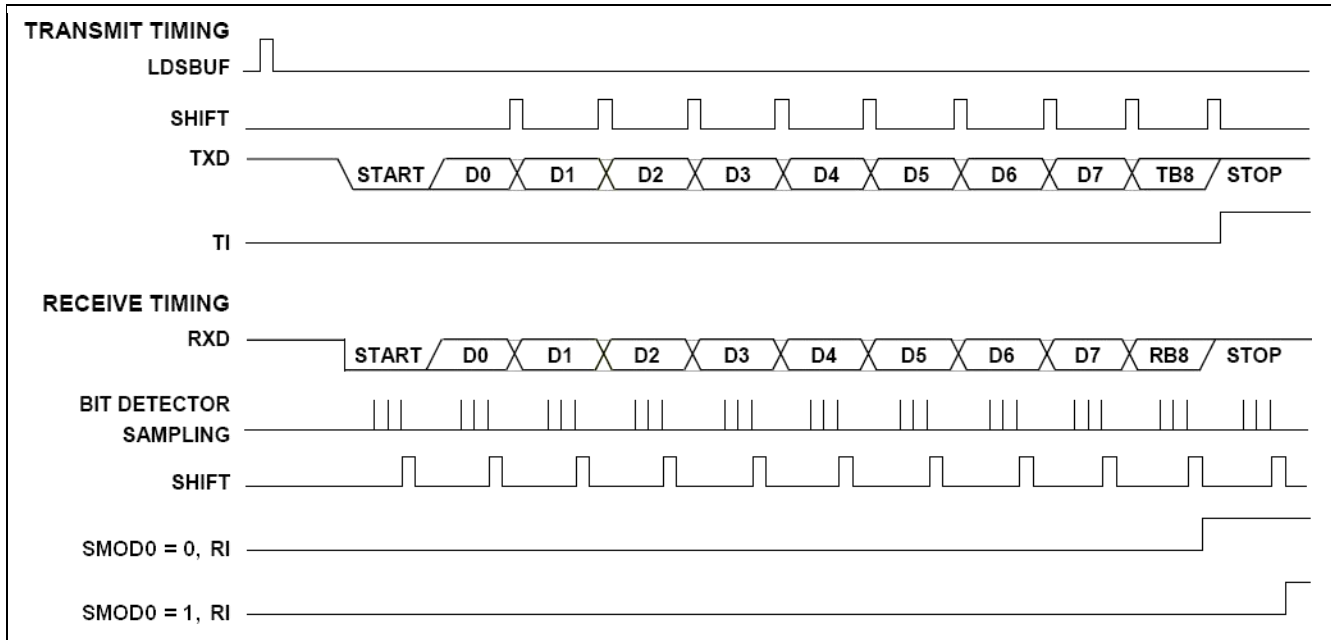 TRANSMIT TIMING
LDSBUF
SHIFT
TXD
START D0 D1 D2 D3 D4 D5 D6 D7 TB8 STOP
TI
RECEIVE TIMING
RXD
START D0 D1 D2 D3 D4 D5 D6 D7 RB8 STOP
BIT DETECTOR
SAMPLING
SHIFT
SMOD0 = 0, RI
SMOD0 = 1, RI